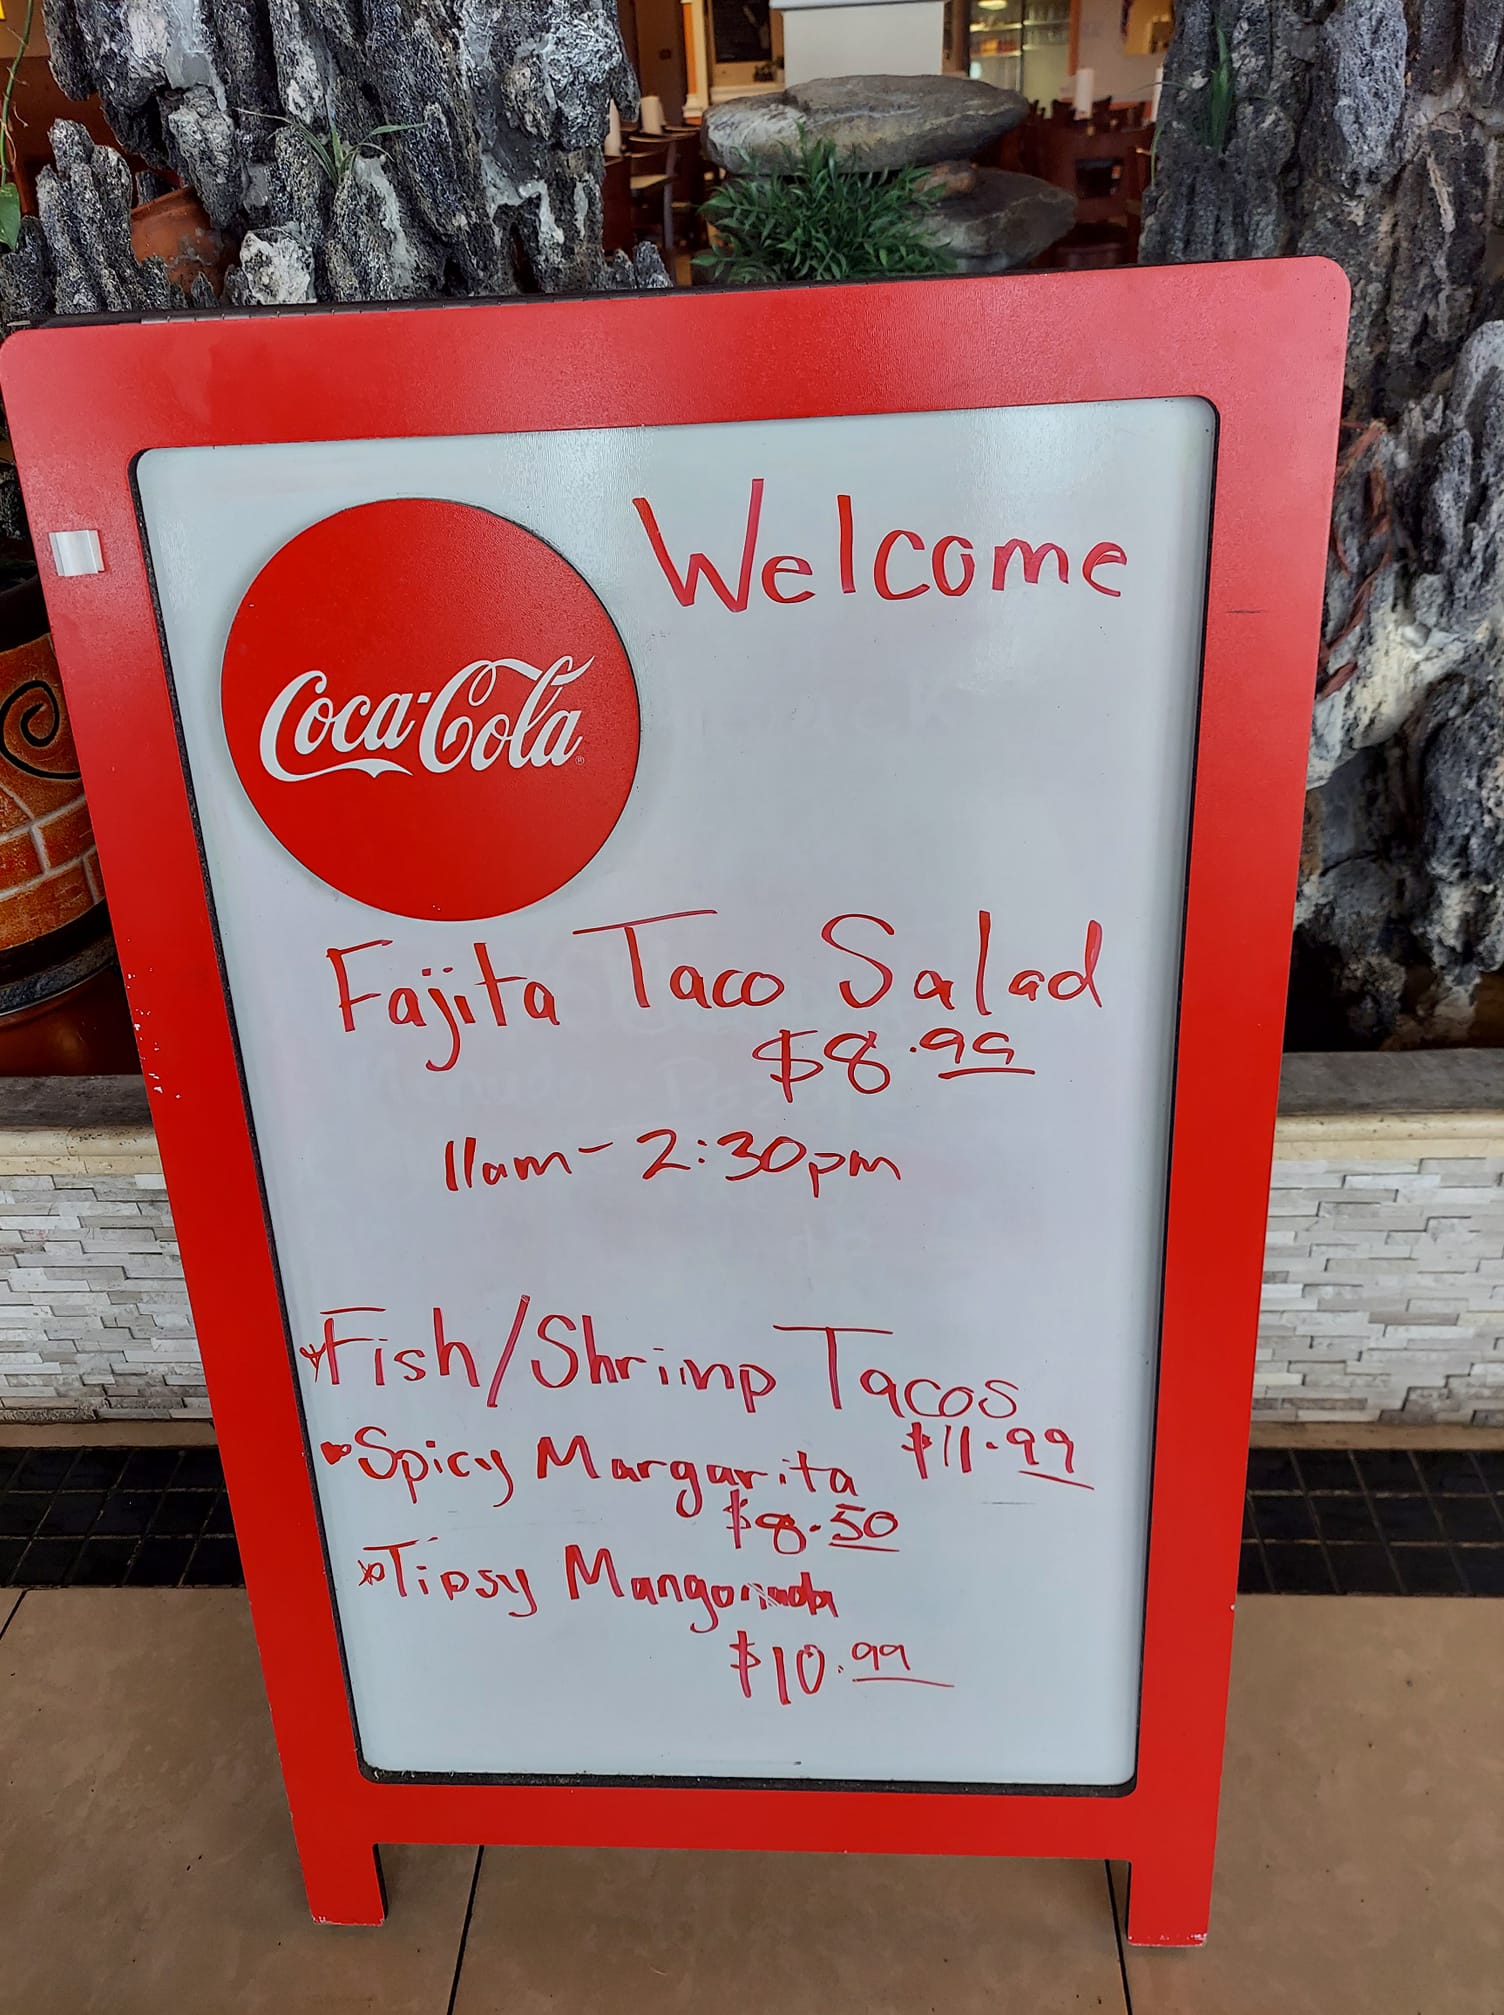 Welcome
Coca-Cola
Fajita Taco Salad
$8.99
11am - 2:30pm
Fish/Shrimp Tacos
$11.99
Spicy Margarita
$8.50
Tipsy
$10.99